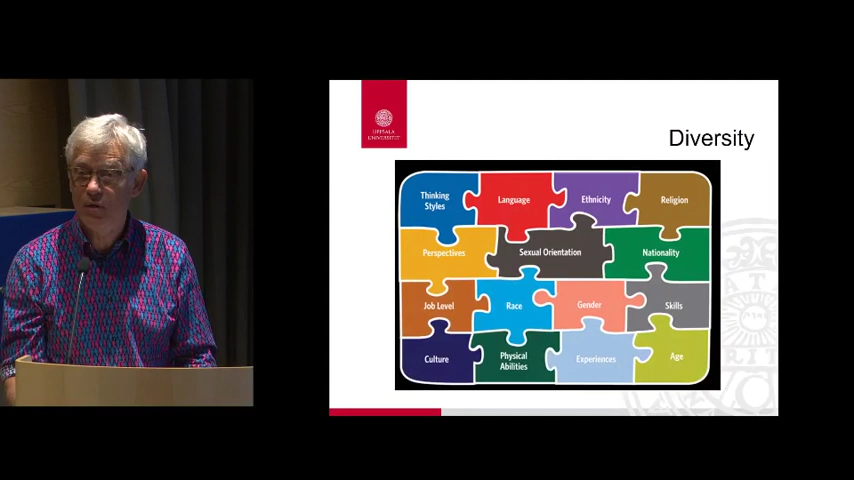 UPPSALA
UNIVERSITET
Diversity
Thinking
Styles
Language
Ethnicity
Religion
Perspectives
Sexual Orientation
Nationality
Job Level
Race
Gender
Skills
Culture
Physical
Abilities
Experiences
Age